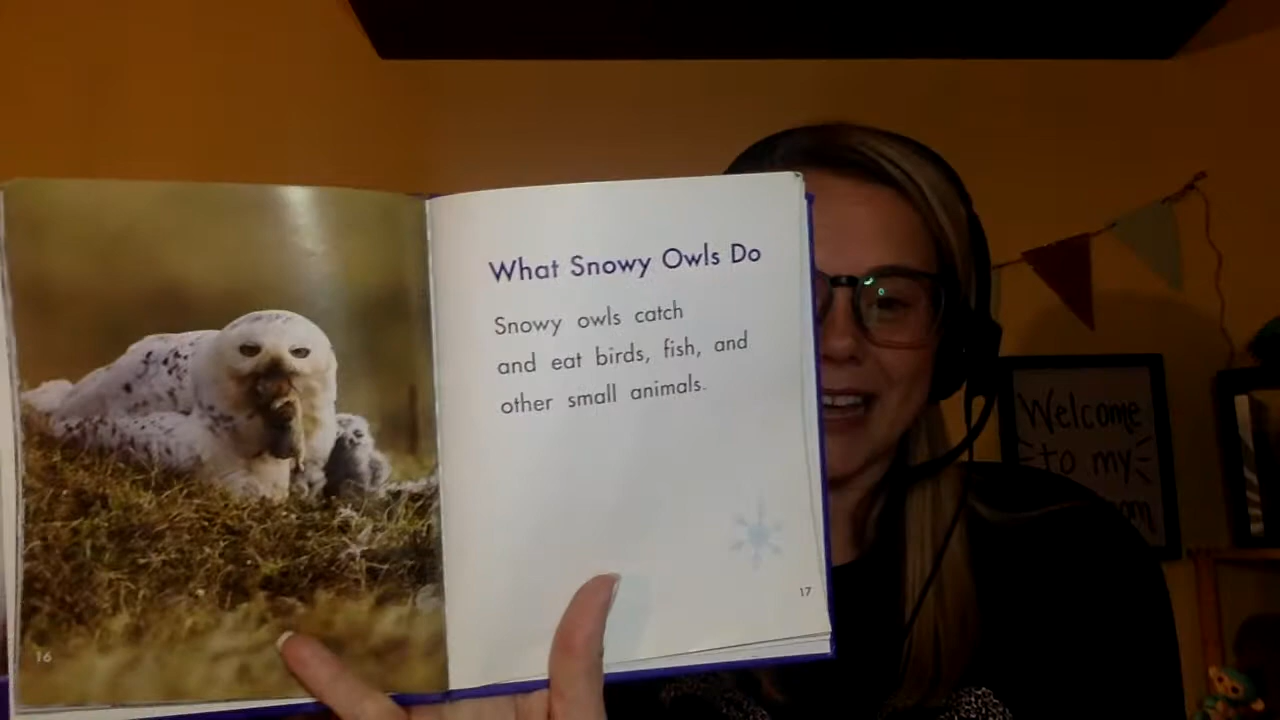 What Snowy Owls Do
Snowy owls catch
and eat birds, fish, and
other small animals.
16
17
Welcome
to my